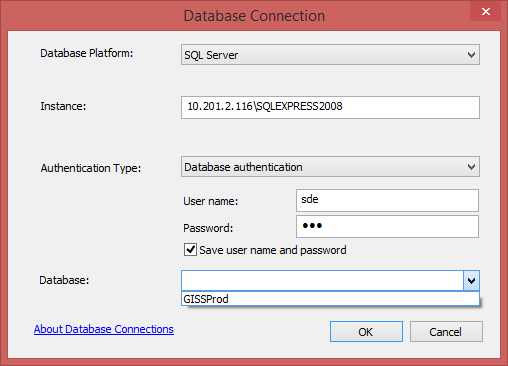 Database Connection
Database Platform: SQL Server
Instance: 10.201.2.116\SQLEXPRESS2008
Authentication Type: Database authentication
User name: sde
Password: •••
Save user name and password
Database:
GISSProd
About Database Connections OK Cancel